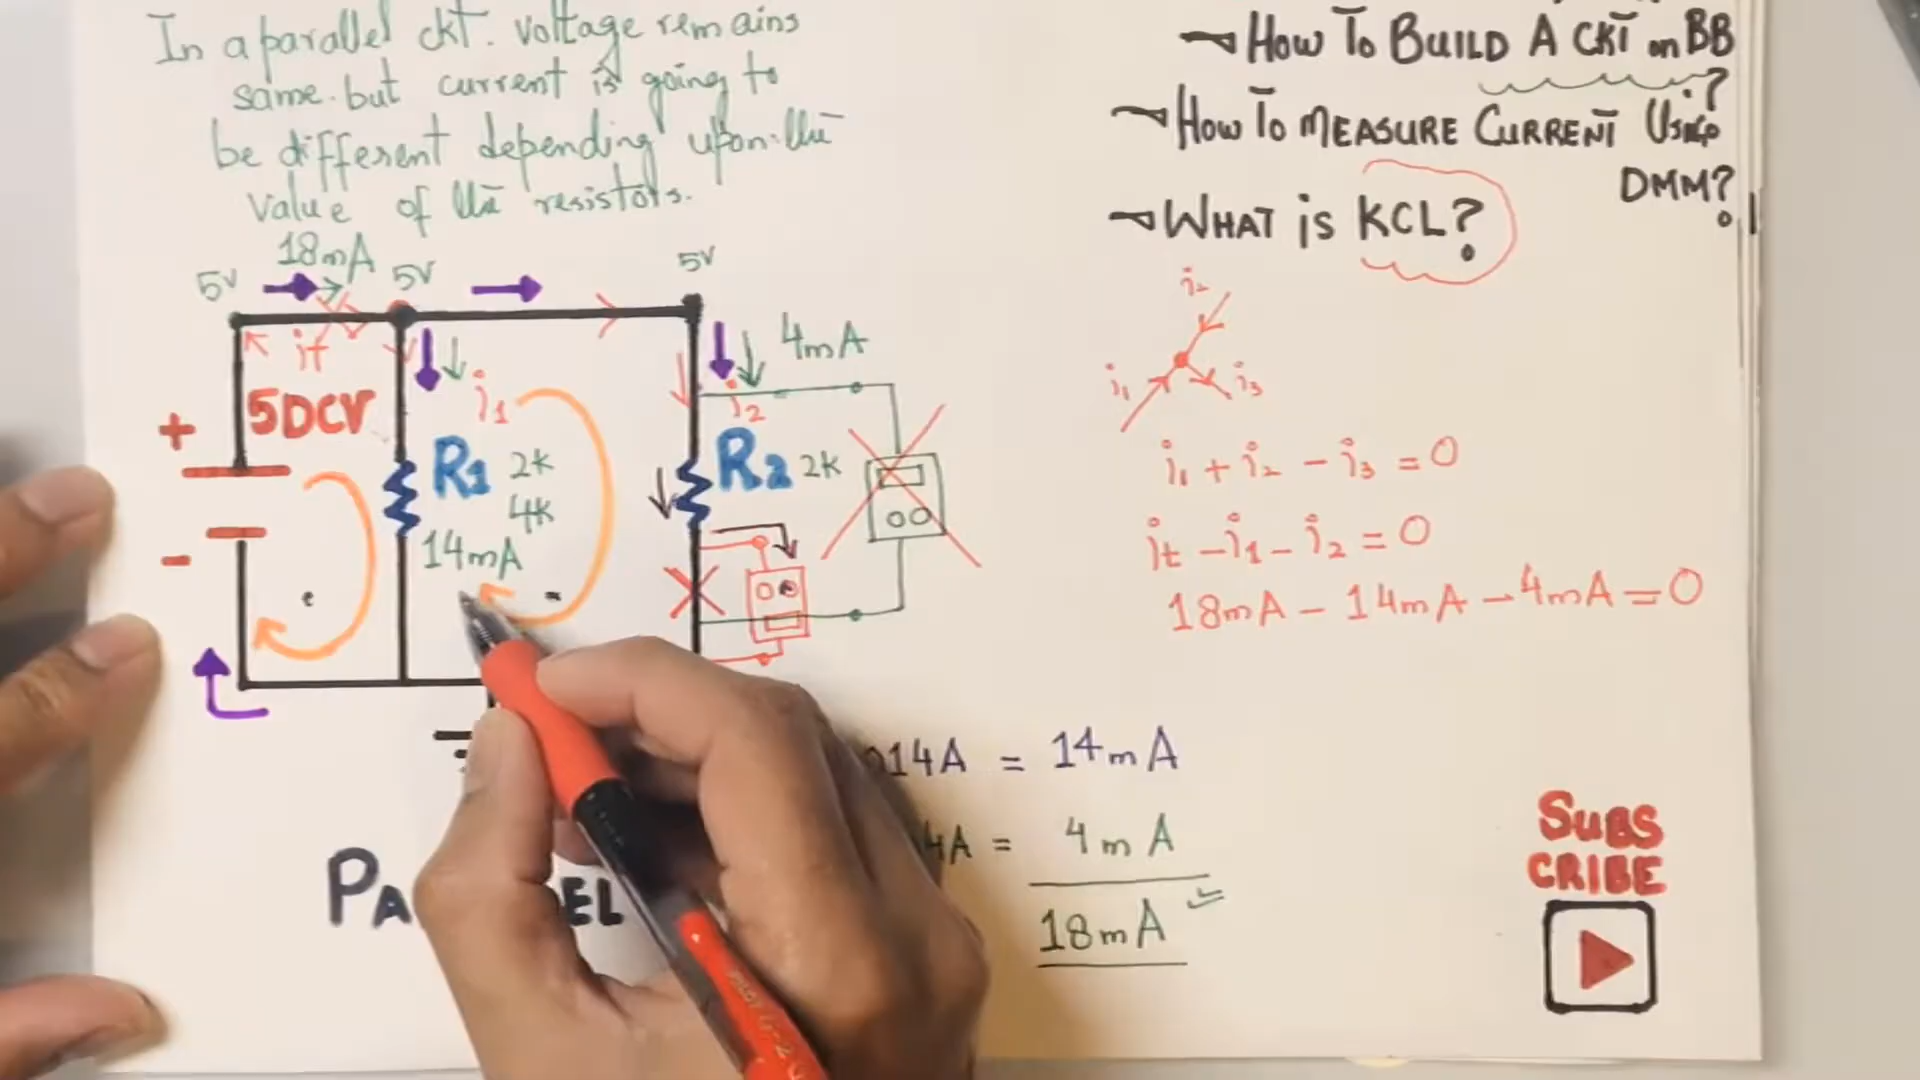 In a parallel ckt. voltage remains
same. but current is going to
be different depending upon the
value of the resistors.
18mA
5V
5V
5V
it
5DCV
+
-
i1
R1
2K
4K
14mA
4mA
i2
R2
2K
HOW TO BUILD A CKT on BB?
HOW TO MEASURE CURRENT USING
DMM?
WHAT is KCL?
i2
i1
i3
i1 + i2 - i3 = 0
it - i1 - i2 = 0
18mA - 14mA - 4mA = 0
014A = 14mA
4A = 4mA
18mA
SUBS
CRIBE